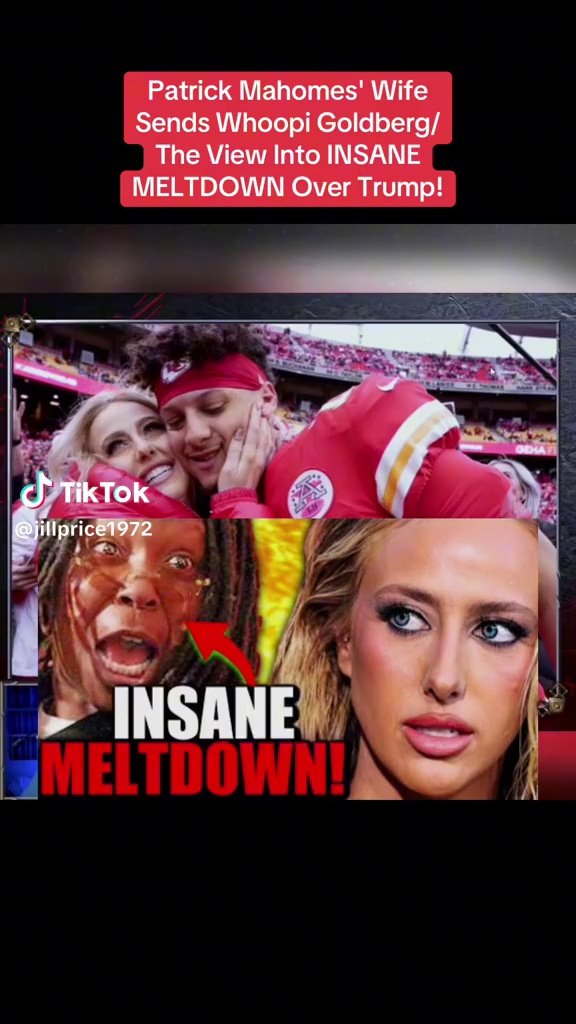 Patrick Mahomes' Wife
Sends Whoopi Goldberg/
The View Into INSANE
MELTDOWN Over Trump!
TikTok
@jillprice1972
INSANE
MELTDOWN!